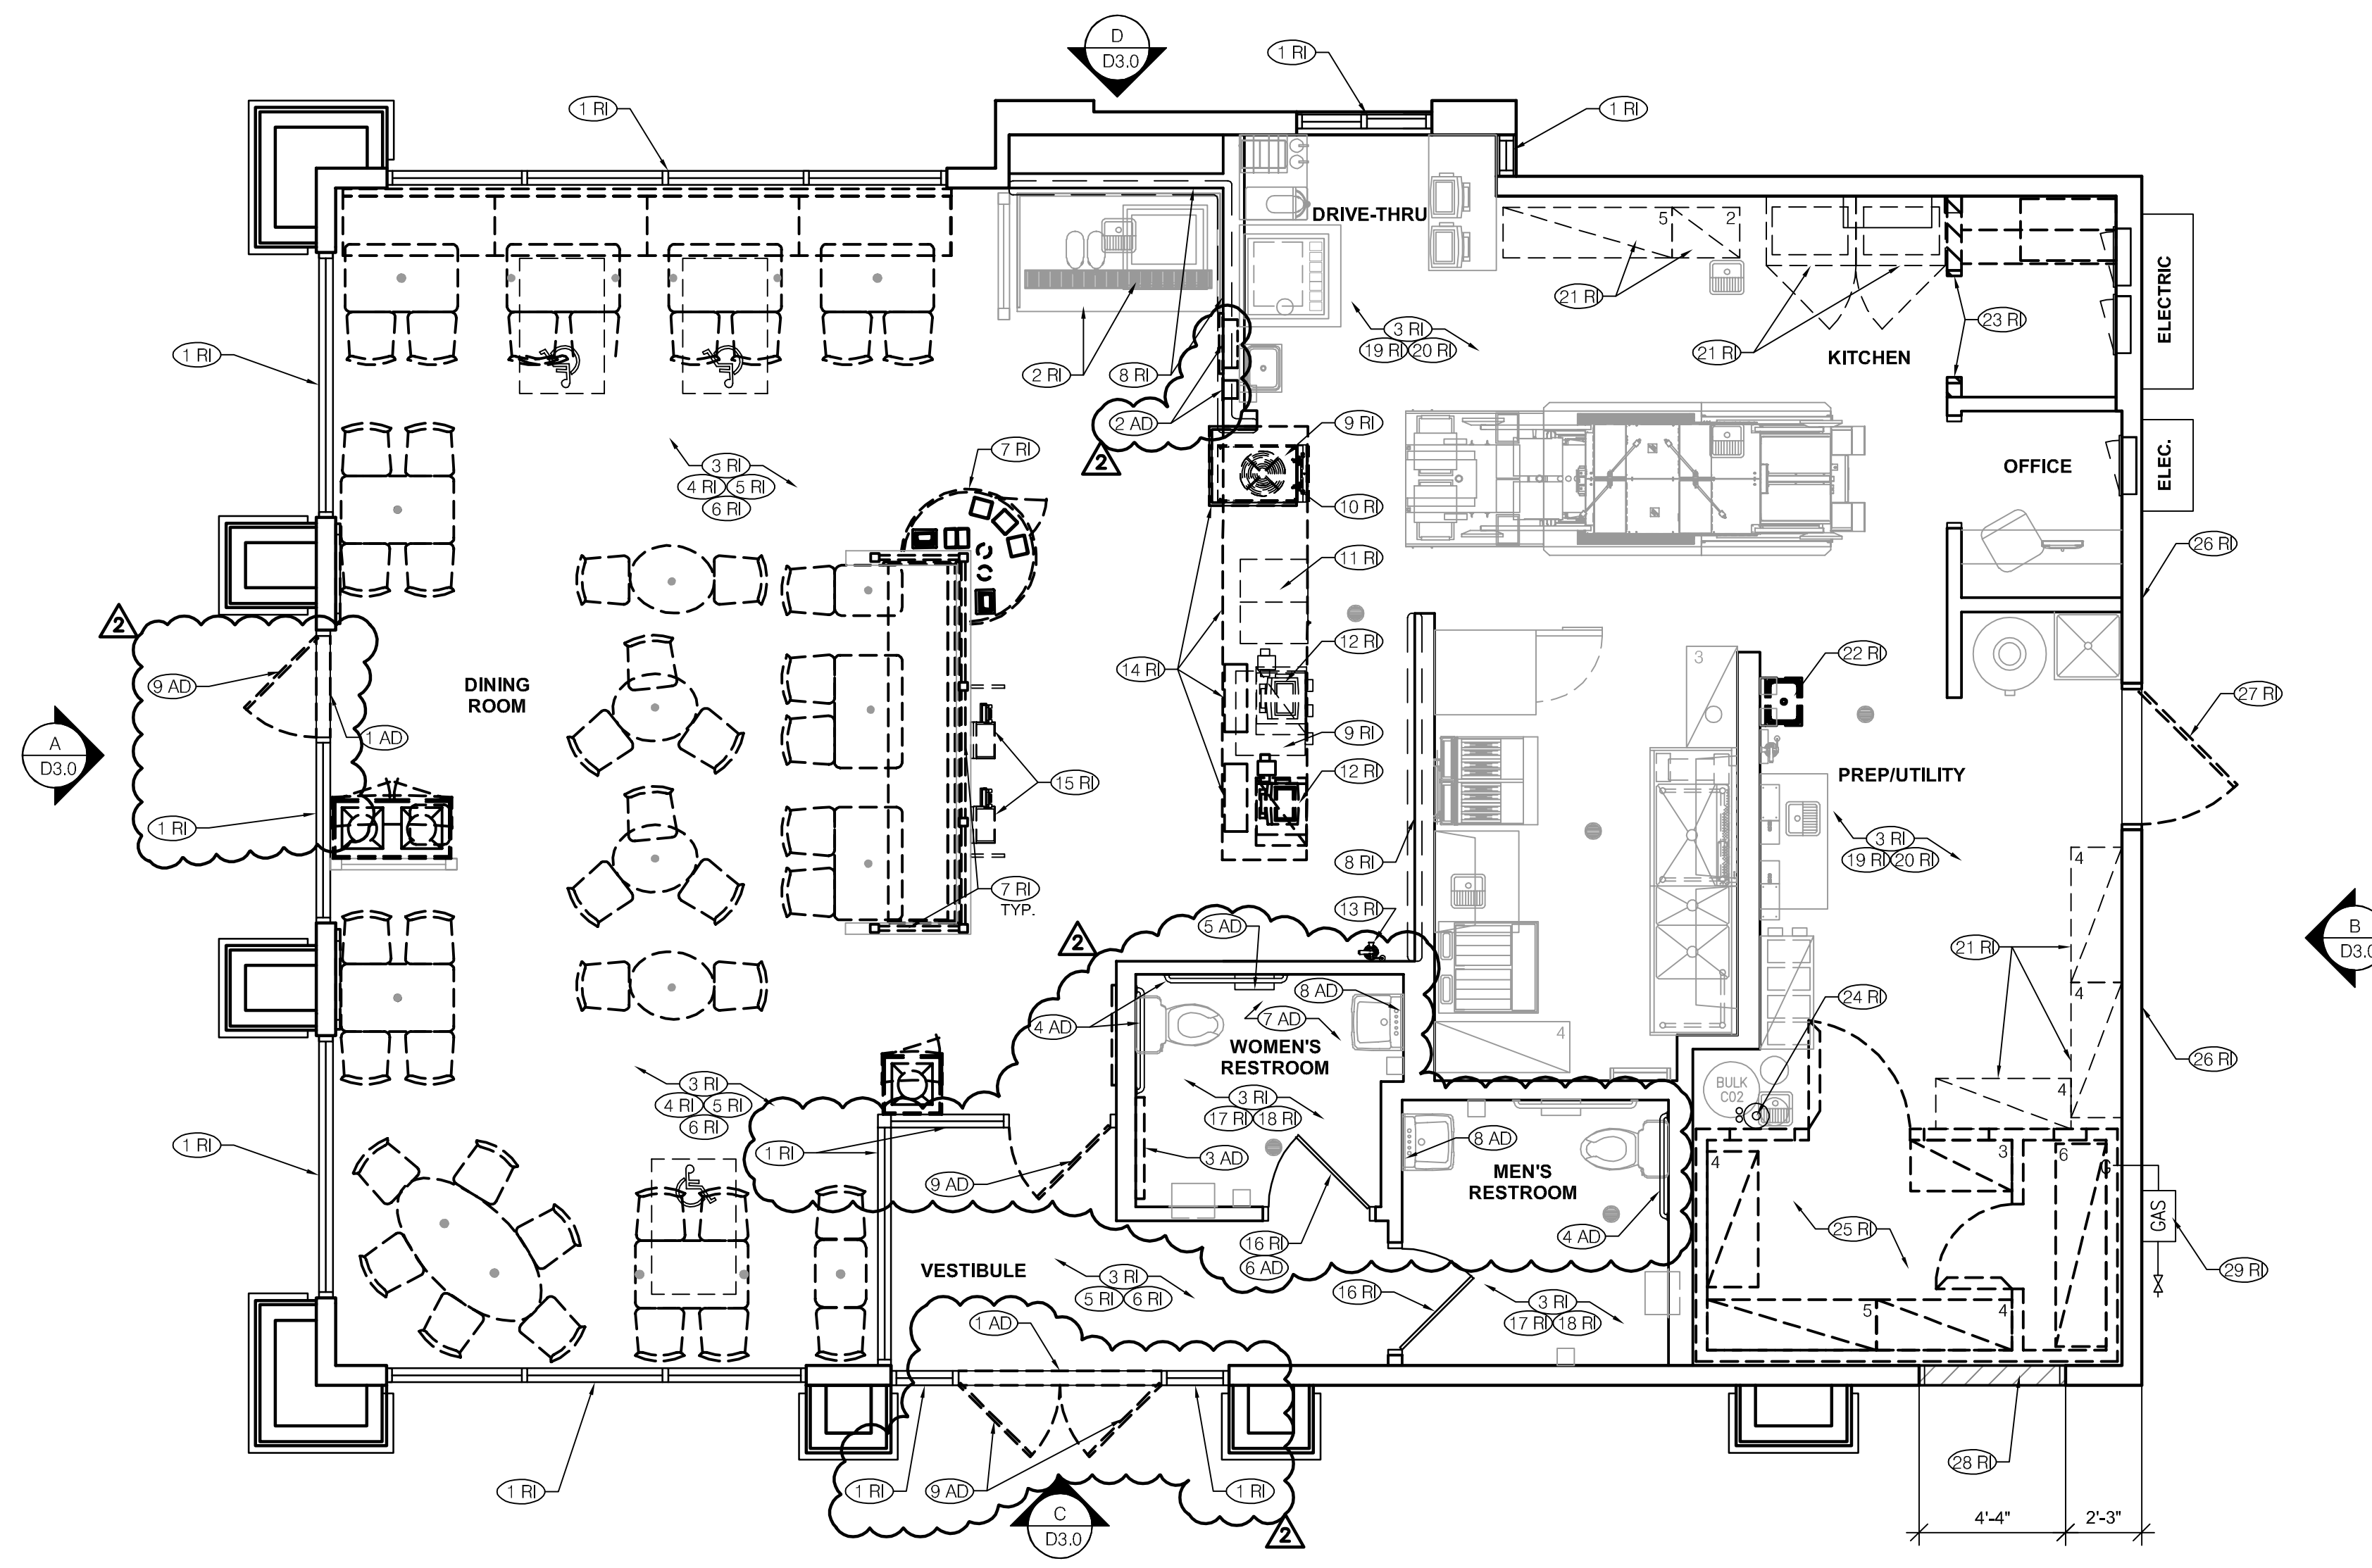 D
D3.0
1 RI
1 RI
1 RI
DRIVE-THRU
5
2
ELECTRIC
1 RI
2 RI
8 RI
3 RI
19 RI
20 RI
21 RI
21 RI
KITCHEN
23 RI
2 AD
2
9 RI
7 RI
3 RI
4 RI
5 RI
6 RI
10 RI
OFFICE
ELEC.
11 RI
26 RI
2
9 AD
DINING
ROOM
14 RI
12 RI
3
22 RI
27 RI
A
D3.0
1 AD
9 RI
15 RI
12 RI
PREP/UTILITY
1 RI
3 RI
19 RI
20 RI
8 RI
4
7 RI
TYP.
13 RI
2
5 AD
21 RI
B
D3.0
8 AD
4
24 RI
4 AD
7 AD
4
WOMEN'S
RESTROOM
26 RI
3 RI
4 RI
5 RI
6 RI
3 RI
17 RI
18 RI
BULK
CO2
4
1 RI
1 RI
8 AD
3 AD
4
3
6
G
9 AD
MEN'S
RESTROOM
GAS
25 RI
16 RI
6 AD
4 AD
VESTIBULE
3 RI
5 RI
6 RI
29 RI
16 RI
3 RI
17 RI
18 RI
5
4
1 AD
28 RI
1 RI
1 RI
9 AD
1 RI
C
D3.0
2
4'-4"
2'-3"